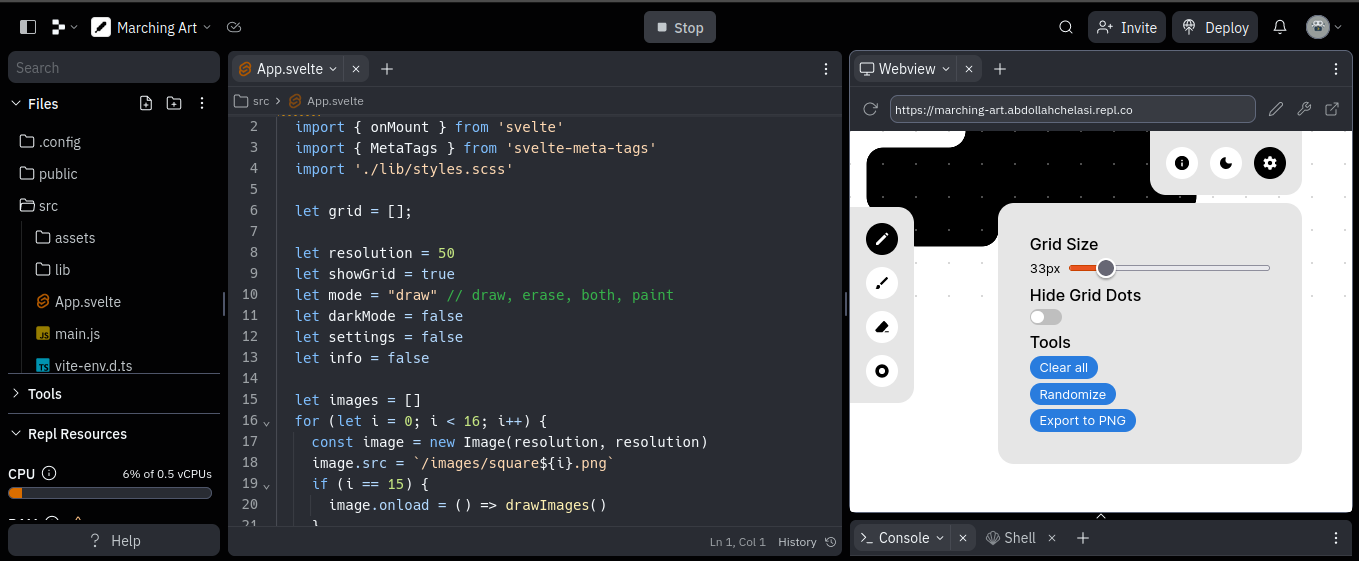 Marching Art
Stop
Invite
Deploy
Search
Files
.config
public
src
assets
lib
App.svelte
JS main.js
TS vite-env.d.ts
Tools
Repl Resources
CPU
6% of 0.5 vCPUs
Help
App.svelte
src > App.svelte
2 import { onMount } from 'svelte'
3 import { MetaTags } from 'svelte-meta-tags'
4 import './lib/styles.scss'
5
6 let grid = [];
7
8 let resolution = 50
9 let showGrid = true
10 let mode = "draw" // draw, erase, both, paint
11 let darkMode = false
12 let settings = false
13 let info = false
14
15 let images = []
16 for (let i = 0; i < 16; i++) {
17 const image = new Image(resolution, resolution)
18 image.src = `/images/square${i}.png`
19 if (i == 15) {
20 image.onload = () => drawImages()
21 }
Ln 1, Col 1 History
Webview
https://marching-art.abdollahchelasi.repl.co
Grid Size
33px
Hide Grid Dots
Tools
Clear all
Randomize
Export to PNG
Console
Shell